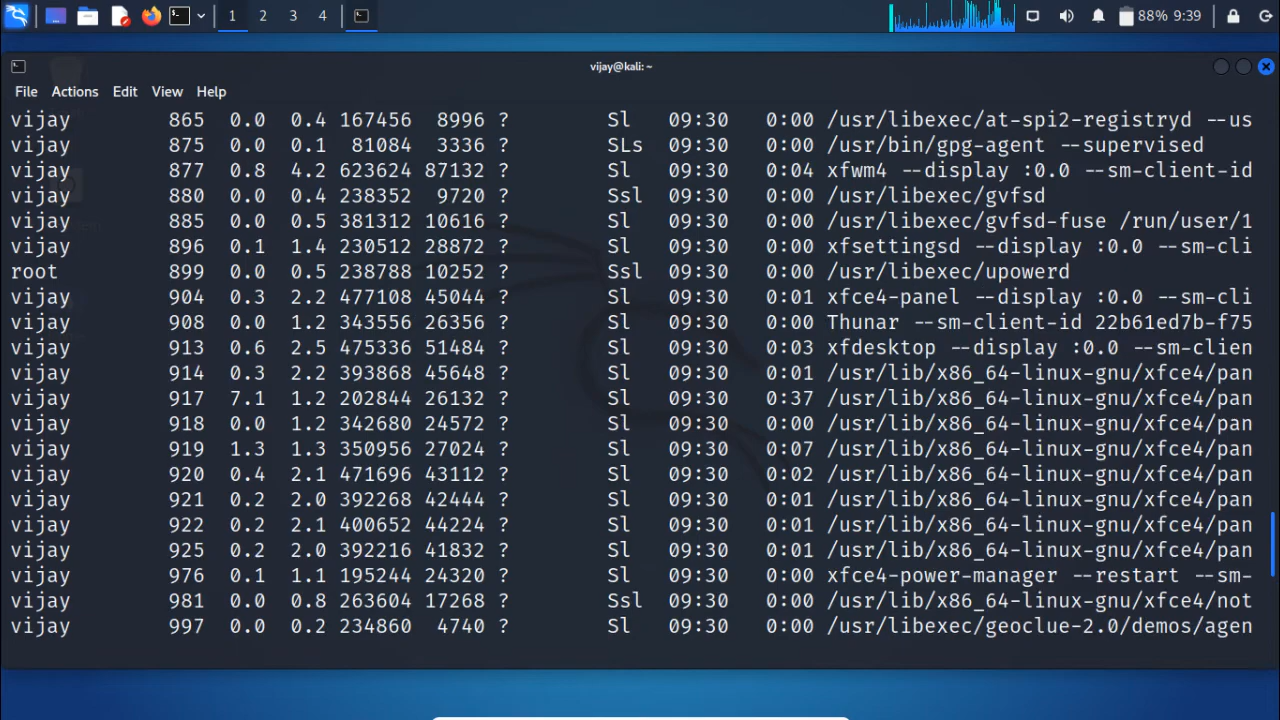 1 2 3 4 88% 9:39
vijay@kali: ~
File Actions Edit View Help
vijay 865 0.0 0.4 167456 8996 ? Sl 09:30 0:00 /usr/libexec/at-spi2-registryd --us
vijay 875 0.0 0.1 81084 3336 ? SLs 09:30 0:00 /usr/bin/gpg-agent --supervised
vijay 877 0.8 4.2 623624 87132 ? Sl 09:30 0:04 xfwm4 --display :0.0 --sm-client-id
vijay 880 0.0 0.4 238352 9720 ? Ssl 09:30 0:00 /usr/libexec/gvfsd
vijay 885 0.0 0.5 381312 10616 ? Sl 09:30 0:00 /usr/libexec/gvfsd-fuse /run/user/1
vijay 896 0.1 1.4 230512 28872 ? Sl 09:30 0:00 xfsettingsd --display :0.0 --sm-cli
root 899 0.0 0.5 238788 10252 ? Ssl 09:30 0:00 /usr/libexec/upowerd
vijay 904 0.3 2.2 477108 45044 ? Sl 09:30 0:01 xfce4-panel --display :0.0 --sm-cli
vijay 908 0.0 1.2 343556 26356 ? Sl 09:30 0:00 Thunar --sm-client-id 22b61ed7b-f75
vijay 913 0.6 2.5 475336 51484 ? Sl 09:30 0:03 xfdesktop --display :0.0 --sm-clien
vijay 914 0.3 2.2 393868 45648 ? Sl 09:30 0:01 /usr/lib/x86_64-linux-gnu/xfce4/pan
vijay 917 7.1 1.2 202844 26132 ? Sl 09:30 0:37 /usr/lib/x86_64-linux-gnu/xfce4/pan
vijay 918 0.0 1.2 342680 24572 ? Sl 09:30 0:00 /usr/lib/x86_64-linux-gnu/xfce4/pan
vijay 919 1.3 1.3 350956 27024 ? Sl 09:30 0:07 /usr/lib/x86_64-linux-gnu/xfce4/pan
vijay 920 0.4 2.1 471696 43112 ? Sl 09:30 0:02 /usr/lib/x86_64-linux-gnu/xfce4/pan
vijay 921 0.2 2.0 392268 42444 ? Sl 09:30 0:01 /usr/lib/x86_64-linux-gnu/xfce4/pan
vijay 922 0.2 2.1 400652 44224 ? Sl 09:30 0:01 /usr/lib/x86_64-linux-gnu/xfce4/pan
vijay 925 0.2 2.0 392216 41832 ? Sl 09:30 0:01 /usr/lib/x86_64-linux-gnu/xfce4/pan
vijay 976 0.1 1.1 195244 24320 ? Sl 09:30 0:00 xfce4-power-manager --restart --sm-
vijay 981 0.0 0.8 263604 17268 ? Ssl 09:30 0:00 /usr/lib/x86_64-linux-gnu/xfce4/not
vijay 997 0.0 0.2 234860 4740 ? Sl 09:30 0:00 /usr/libexec/geoclue-2.0/demos/agen